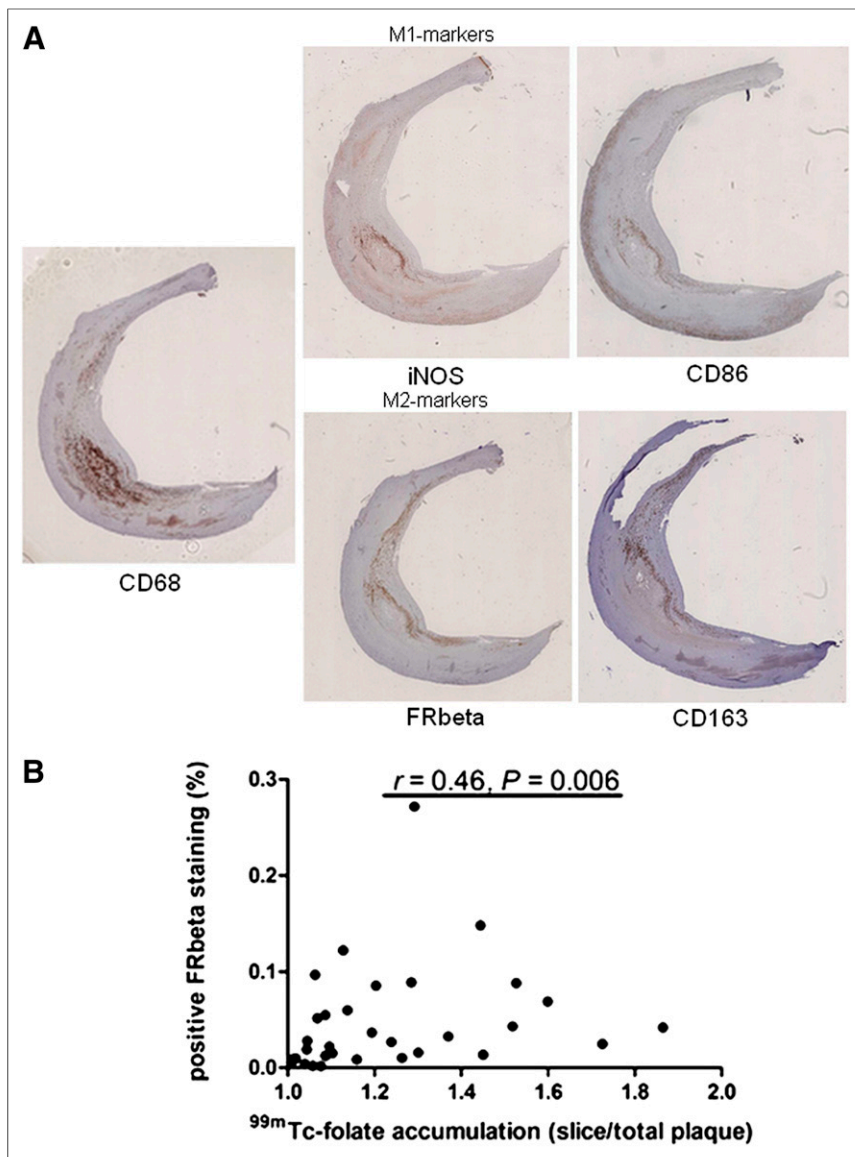 A
M1-markers
iNOS
CD86
M2-markers
CD68
FRbeta
CD163
B
r = 0.46, P = 0.006
positive FRbeta staining (%)
0.3
0.2
0.1
0.0
1.0 1.2 1.4 1.6 1.8 2.0
⁹⁹ᵐTc-folate accumulation (slice/total plaque)